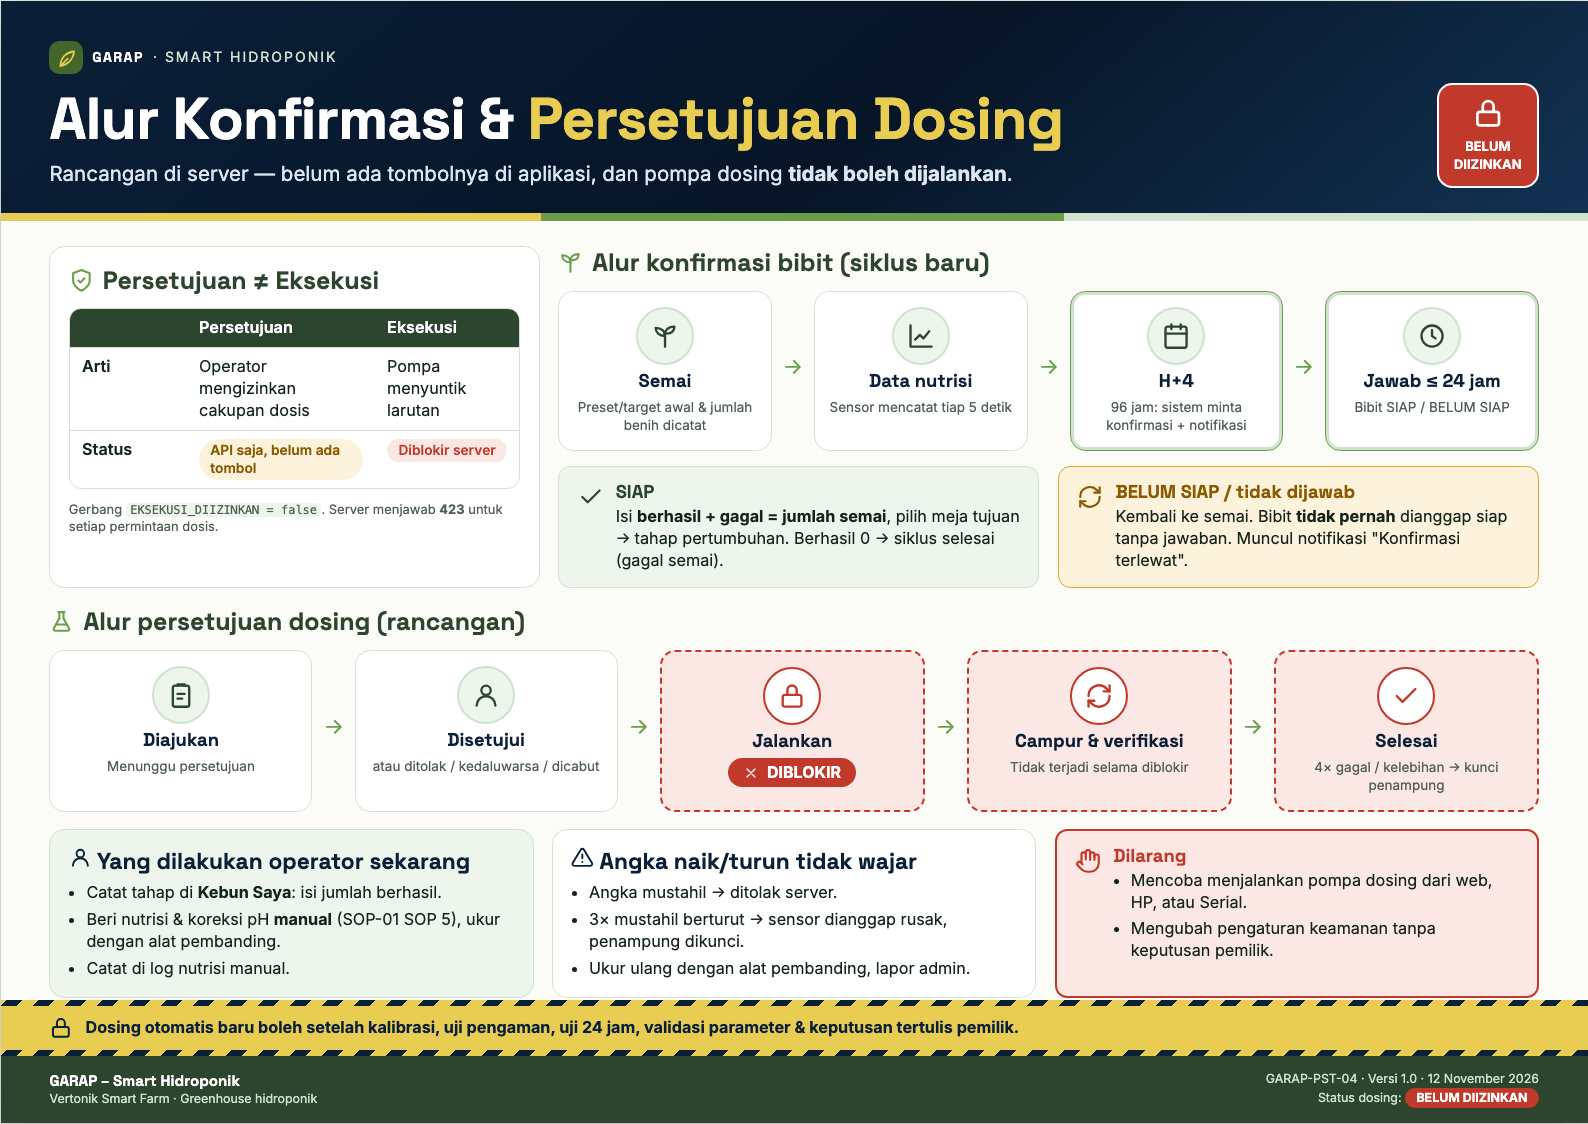 GARAP · SMART HIDROPONIK
Alur Konfirmasi & Persetujuan Dosing
Rancangan di server — belum ada tombolnya di aplikasi, dan pompa dosing tidak boleh dijalankan.
BELUM
DIIZINKAN
Persetujuan ≠ Eksekusi
Persetujuan Eksekusi
Arti
Operator
mengizinkan
cakupan dosis
Pompa
menyuntik
larutan
Status
API saja, belum ada
tombol
Diblokir server
Gerbang EKSEKUSI_DIIZINKAN = false. Server menjawab 423 untuk
setiap permintaan dosis.
Alur konfirmasi bibit (siklus baru)
Semai
Preset/target awal & jumlah
benih dicatat
→
Data nutrisi
Sensor mencatat tiap 5 detik
→
H+4
96 jam: sistem minta
konfirmasi + notifikasi
→
Jawab ≤ 24 jam
Bibit SIAP / BELUM SIAP
SIAP
Isi berhasil + gagal = jumlah semai, pilih meja tujuan
→ tahap pertumbuhan. Berhasil 0 → siklus selesai
(gagal semai).
BELUM SIAP / tidak dijawab
Kembali ke semai. Bibit tidak pernah dianggap siap
tanpa jawaban. Muncul notifikasi "Konfirmasi
terlewat".
Alur persetujuan dosing (rancangan)
Diajukan
Menunggu persetujuan
→
Disetujui
atau ditolak / kedaluwarsa / dicabut
→
Jalankan
× DIBLOKIR
→
Campur & verifikasi
Tidak terjadi selama diblokir
→
Selesai
4× gagal / kelebihan → kunci
penampung
Yang dilakukan operator sekarang
• Catat tahap di Kebun Saya: isi jumlah berhasil.
• Beri nutrisi & koreksi pH manual (SOP-01 SOP 5), ukur
dengan alat pembanding.
• Catat di log nutrisi manual.
Angka naik/turun tidak wajar
• Angka mustahil → ditolak server.
• 3× mustahil berturut → sensor dianggap rusak,
penampung dikunci.
• Ukur ulang dengan alat pembanding, lapor admin.
Dilarang
• Mencoba menjalankan pompa dosing dari web,
HP, atau Serial.
• Mengubah pengaturan keamanan tanpa
keputusan pemilik.
Dosing otomatis baru boleh setelah kalibrasi, uji pengaman, uji 24 jam, validasi parameter & keputusan tertulis pemilik.
GARAP – Smart Hidroponik
Vertonik Smart Farm · Greenhouse hidroponik
GARAP-PST-04 · Versi 1.0 · 12 November 2026
Status dosing: BELUM DIIZINKAN